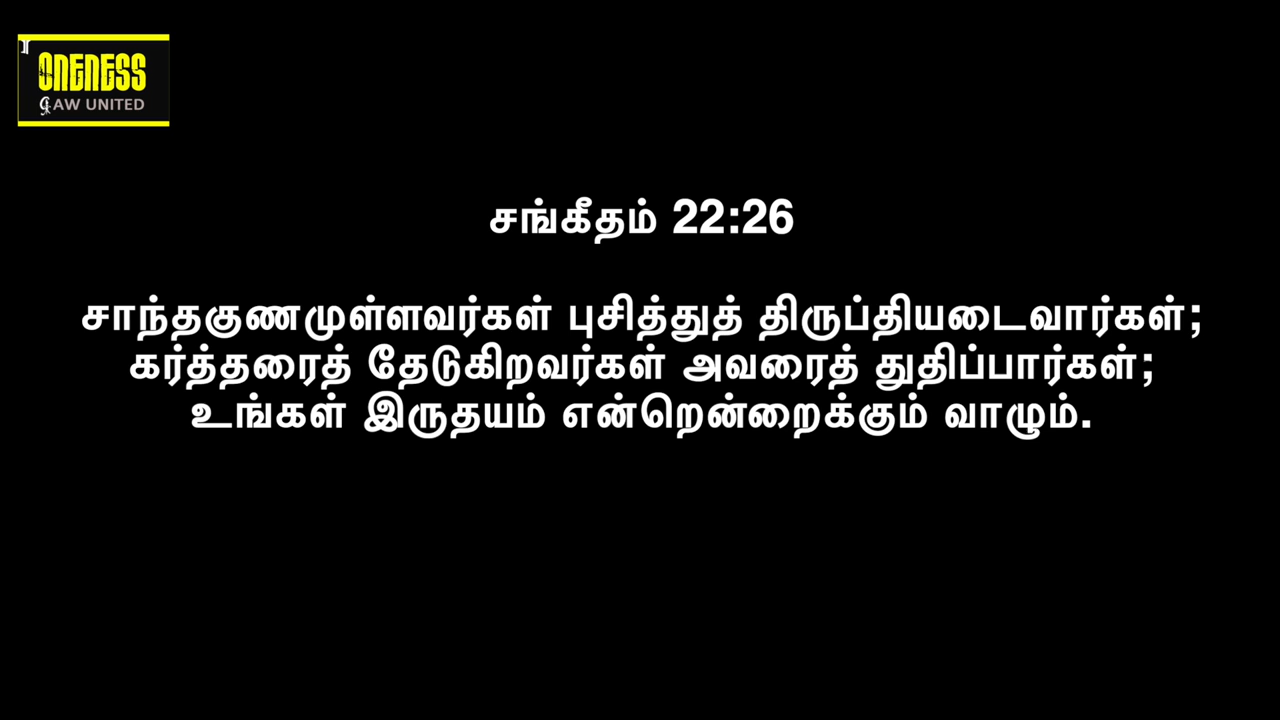 ONENESS
GAW UNITED
சங்கீதம் 22:26
சாந்தகுணமுள்ளவர்கள் புசித்துத் திருப்தியடைவார்கள்;
கர்த்தரைத் தேடுகிறவர்கள் அவரைத் துதிப்பார்கள்;
உங்கள் இருதயம் என்றென்றைக்கும் வாழும்.